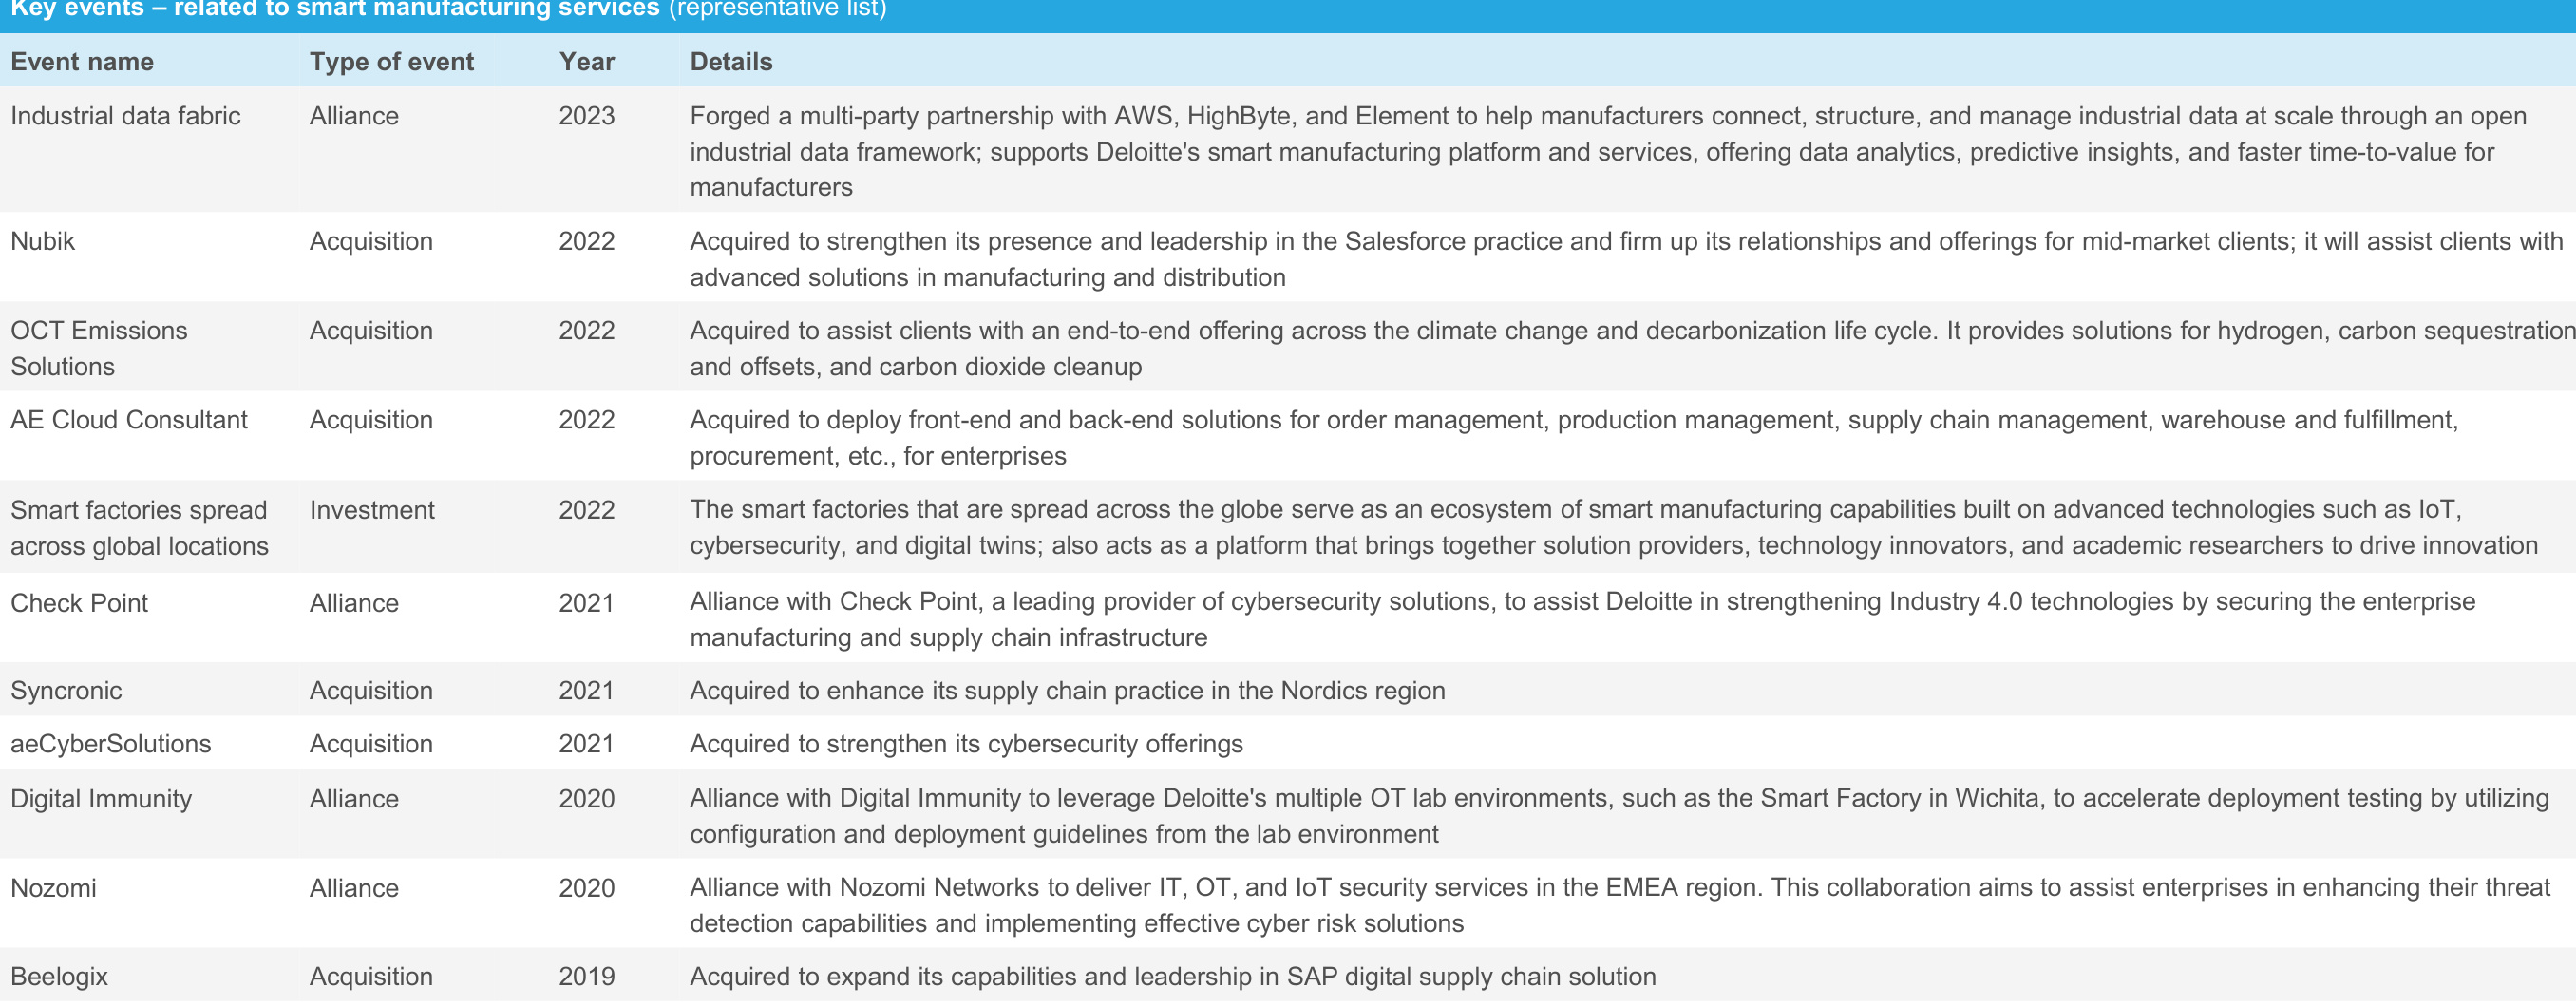 Key events – related to smart manufacturing services (representative list)
Event name Type of event Year Details
Industrial data fabric Alliance 2023 Forged a multi-party partnership with AWS, HighByte, and Element to help manufacturers connect, structure, and manage industrial data at scale through an open
industrial data framework; supports Deloitte's smart manufacturing platform and services, offering data analytics, predictive insights, and faster time-to-value for
manufacturers
Nubik Acquisition 2022 Acquired to strengthen its presence and leadership in the Salesforce practice and firm up its relationships and offerings for mid-market clients; it will assist clients with
advanced solutions in manufacturing and distribution
OCT Emissions Acquisition 2022 Acquired to assist clients with an end-to-end offering across the climate change and decarbonization life cycle. It provides solutions for hydrogen, carbon sequestration
Solutions and offsets, and carbon dioxide cleanup
AE Cloud Consultant Acquisition 2022 Acquired to deploy front-end and back-end solutions for order management, production management, supply chain management, warehouse and fulfillment,
procurement, etc., for enterprises
Smart factories spread Investment 2022 The smart factories that are spread across the globe serve as an ecosystem of smart manufacturing capabilities built on advanced technologies such as IoT,
across global locations cybersecurity, and digital twins; also acts as a platform that brings together solution providers, technology innovators, and academic researchers to drive innovation
Check Point Alliance 2021 Alliance with Check Point, a leading provider of cybersecurity solutions, to assist Deloitte in strengthening Industry 4.0 technologies by securing the enterprise
manufacturing and supply chain infrastructure
Syncronic Acquisition 2021 Acquired to enhance its supply chain practice in the Nordics region
aeCyberSolutions Acquisition 2021 Acquired to strengthen its cybersecurity offerings
Digital Immunity Alliance 2020 Alliance with Digital Immunity to leverage Deloitte's multiple OT lab environments, such as the Smart Factory in Wichita, to accelerate deployment testing by utilizing
configuration and deployment guidelines from the lab environment
Nozomi Alliance 2020 Alliance with Nozomi Networks to deliver IT, OT, and IoT security services in the EMEA region. This collaboration aims to assist enterprises in enhancing their threat
detection capabilities and implementing effective cyber risk solutions
Beelogix Acquisition 2019 Acquired to expand its capabilities and leadership in SAP digital supply chain solution